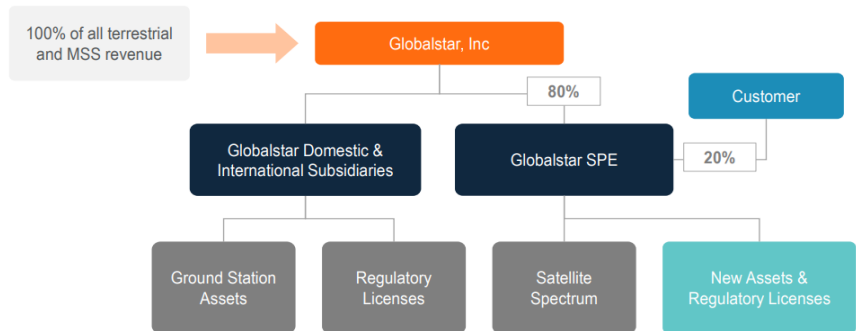 100% of all terrestrial
and MSS revenue
Globalstar, Inc
80%
Customer
Globalstar Domestic &
International Subsidiaries
Globalstar SPE
20%
Ground Station
Assets
Regulatory
Licenses
Satellite
Spectrum
New Assets &
Regulatory Licenses